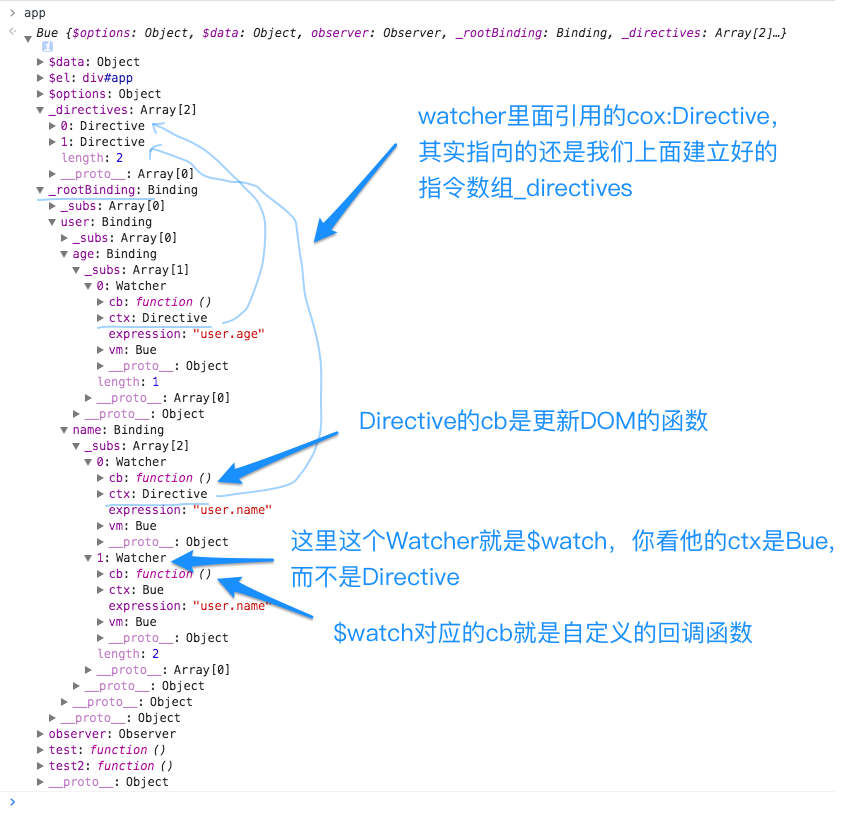 > app
Bue {$options: Object, $data: Object, observer: Observer, _rootBinding: Binding, _directives: Array[2]…}
i
$data: Object
$el: div#app
$options: Object
_directives: Array[2]
0: Directive
1: Directive
length: 2
__proto__: Array[0]
_rootBinding: Binding
_subs: Array[0]
user: Binding
_subs: Array[0]
age: Binding
_subs: Array[1]
0: Watcher
cb: function ()
ctx: Directive
expression: "user.age"
vm: Bue
__proto__: Object
length: 1
__proto__: Array[0]
__proto__: Object
name: Binding
_subs: Array[2]
0: Watcher
cb: function ()
ctx: Directive
expression: "user.name"
vm: Bue
__proto__: Object
1: Watcher
cb: function ()
ctx: Bue
expression: "user.name"
vm: Bue
__proto__: Object
length: 2
__proto__: Array[0]
__proto__: Object
__proto__: Object
__proto__: Object
observer: Observer
test: function ()
test2: function ()
__proto__: Object
>
watcher里面引用的cox:Directive,
其实指向的还是我们上面建立好的
指令数组_directives
Directive的cb是更新DOM的函数
这里这个Watcher就是$watch，你看他的ctx是Bue,
而不是Directive
$watch对应的cb就是自定义的回调函数